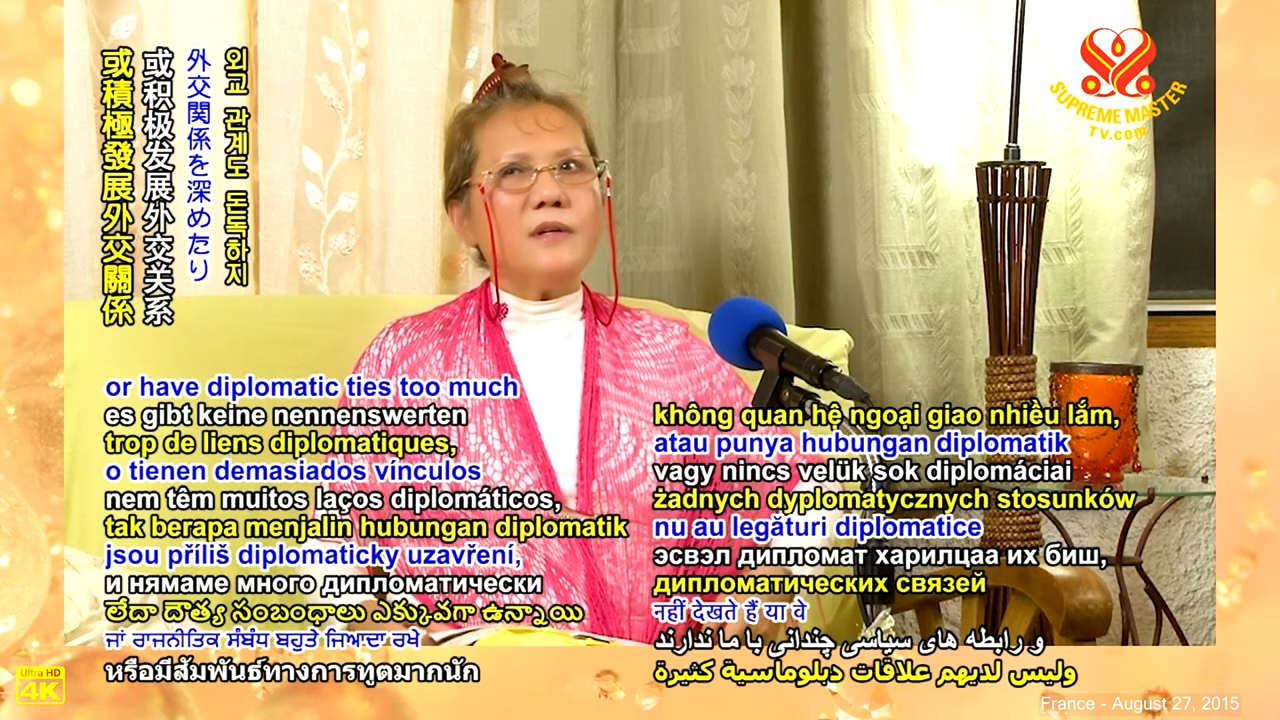 외교 관계도 돈독하지
外交関係を深めたり
或积极发展外交关系
或積極發展外交關係
SUPREME MASTER
TV.com
or have diplomatic ties too much
es gibt keine nennenswerten
trop de liens diplomatiques,
o tienen demasiados vínculos
nem têm muitos laços diplomáticos,
tak berapa menjalin hubungan diplomatik
jsou příliš diplomaticky uzavření,
и нямаме много дипломатически
లేదా దౌత్య సంబంధాలు ఎక్కువగా ఉన్నాయి
ਜਾਂ ਰਾਜਨੀਤਿਕ ਸੰਬੰਧ ਬਹੁਤੇ ਜਿਆਦਾ ਰਖੇ
หรือมีสัมพันธ์ทางการทูตมากนัก
không quan hệ ngoại giao nhiều lắm,
atau punya hubungan diplomatik
vagy nincs velük sok diplomáciai
żadnych dyplomatycznych stosunków
nu au legături diplomatice
эсвэл дипломат харилцаа их биш,
дипломатических связей
नहीं देखते हैं या वे
و رابطه های سیاسی چندانی با ما ندارند
وليس لديهم علاقات دبلوماسية كثيرة
Ultra HD
4K
France - August 27, 2015